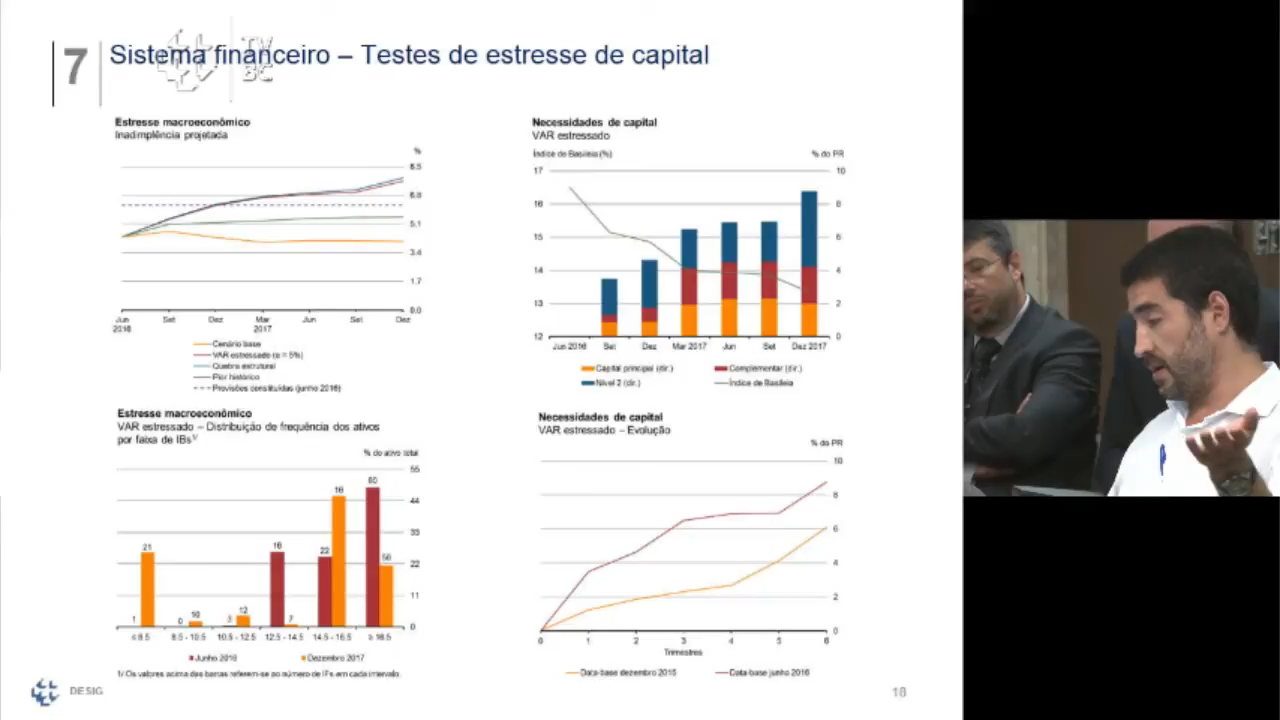 7
Sistema financeiro – Testes de estresse de capital
TV
BC
Estresse macroeconômico
Inadimplência projetada
%
8.5
6.8
5.1
3.4
1.7
0.0
Jun Set Dez Mar Jun Set Dez
2016 2017
Cenário base
VAR estressado (α = 5%)
Quebra estrutural
Pior histórico
Provisões constituídas (junho 2016)
Necessidades de capital
VAR estressado
Índice de Basileia (%) % do PR
17 10
16 8
15 6
14 4
13 2
12 0
Jun 2016 Set Dez Mar 2017 Jun Set Dez 2017
Capital principal (dir.) Complementar (dir.)
Nível 2 (dir.) Índice de Basileia
Estresse macroeconômico
VAR estressado – Distribuição de frequência dos ativos
por faixa de IBs1/
% do ativo total
55
44
33
22
11
0
1 21 0 10 3 12 16 7 22 16 80 56
≤ 8.5 8.5 - 10.5 10.5 - 12.5 12.5 - 14.5 14.5 - 16.5 ≥ 16.5
Junho 2016 Dezembro 2017
1/ Os valores acima das barras referem-se ao número de IFs em cada intervalo.
Necessidades de capital
VAR estressado – Evolução
% do PR
10
8
6
4
2
0
0 1 2 3 4 5 6
Trimestres
Data-base dezembro 2015 Data-base junho 2016
DESIG
18